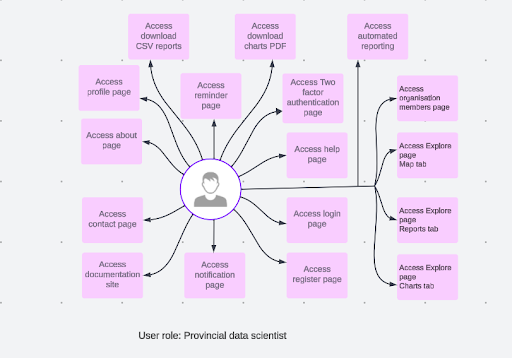 Access
download
CSV reports
Access
download
charts PDF
Access
automated
reporting
Access
profile page
Access
reminder
page
Access Two
factor
authentication
page
Access
organisation
members page
Access about
page
Access help
page
Access Explore
page
Map tab
Access
contact page
Access login
page
Access Explore
page
Reports tab
Access
documentation
site
Access
notification
page
Access
register page
Access Explore
page
Charts tab
User role: Provincial data scientist